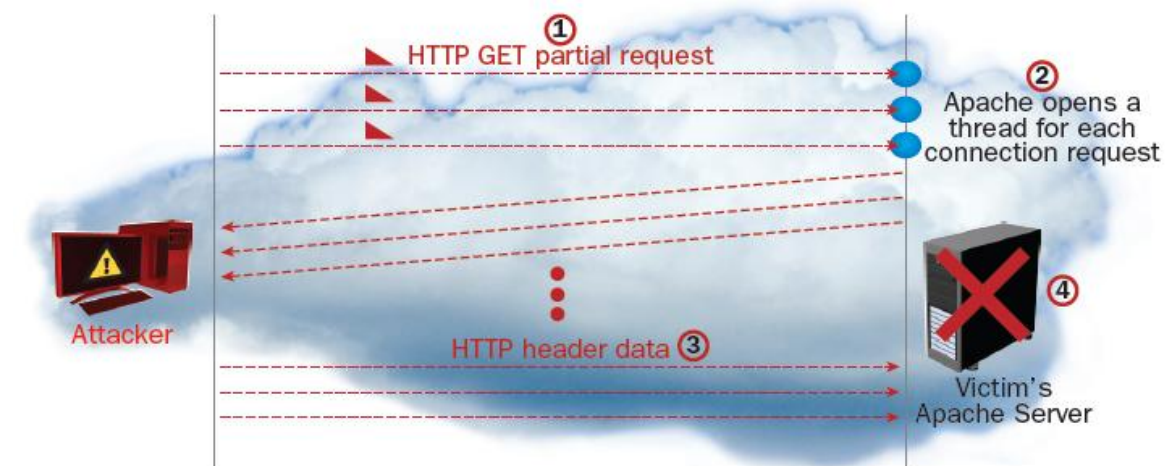 1
HTTP GET partial request
2
Apache opens a
thread for each
connection request
Attacker
HTTP header data 3
4
Victim's
Apache Server